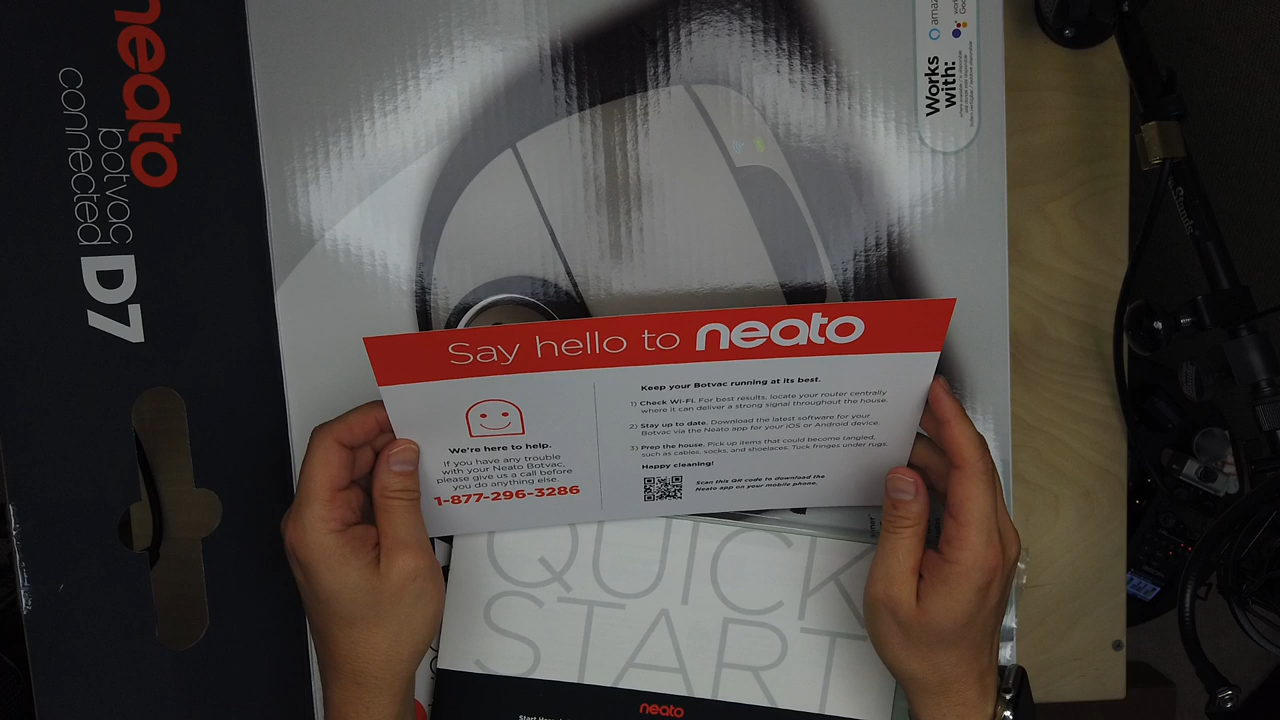 neato
botvac
connected D7
Works
with:
Say hello to neato
We're here to help.
If you have any trouble
with your Neato Botvac,
please give us a call before
you do anything else.
1-877-296-3286
Keep your Botvac running at its best.
1) Check Wi-Fi. For best results, locate your router centrally
where it can deliver a strong signal throughout the house.
2) Stay up to date. Download the latest software for your
Botvac via the Neato app for your iOS or Android device.
3) Prep the house. Pick up items that could become tangled,
such as cables, socks, and shoelaces. Tuck fringes under rugs.
Happy cleaning!
Scan this QR code to download the
Neato app on your mobile phone.
QUICK
START
neato